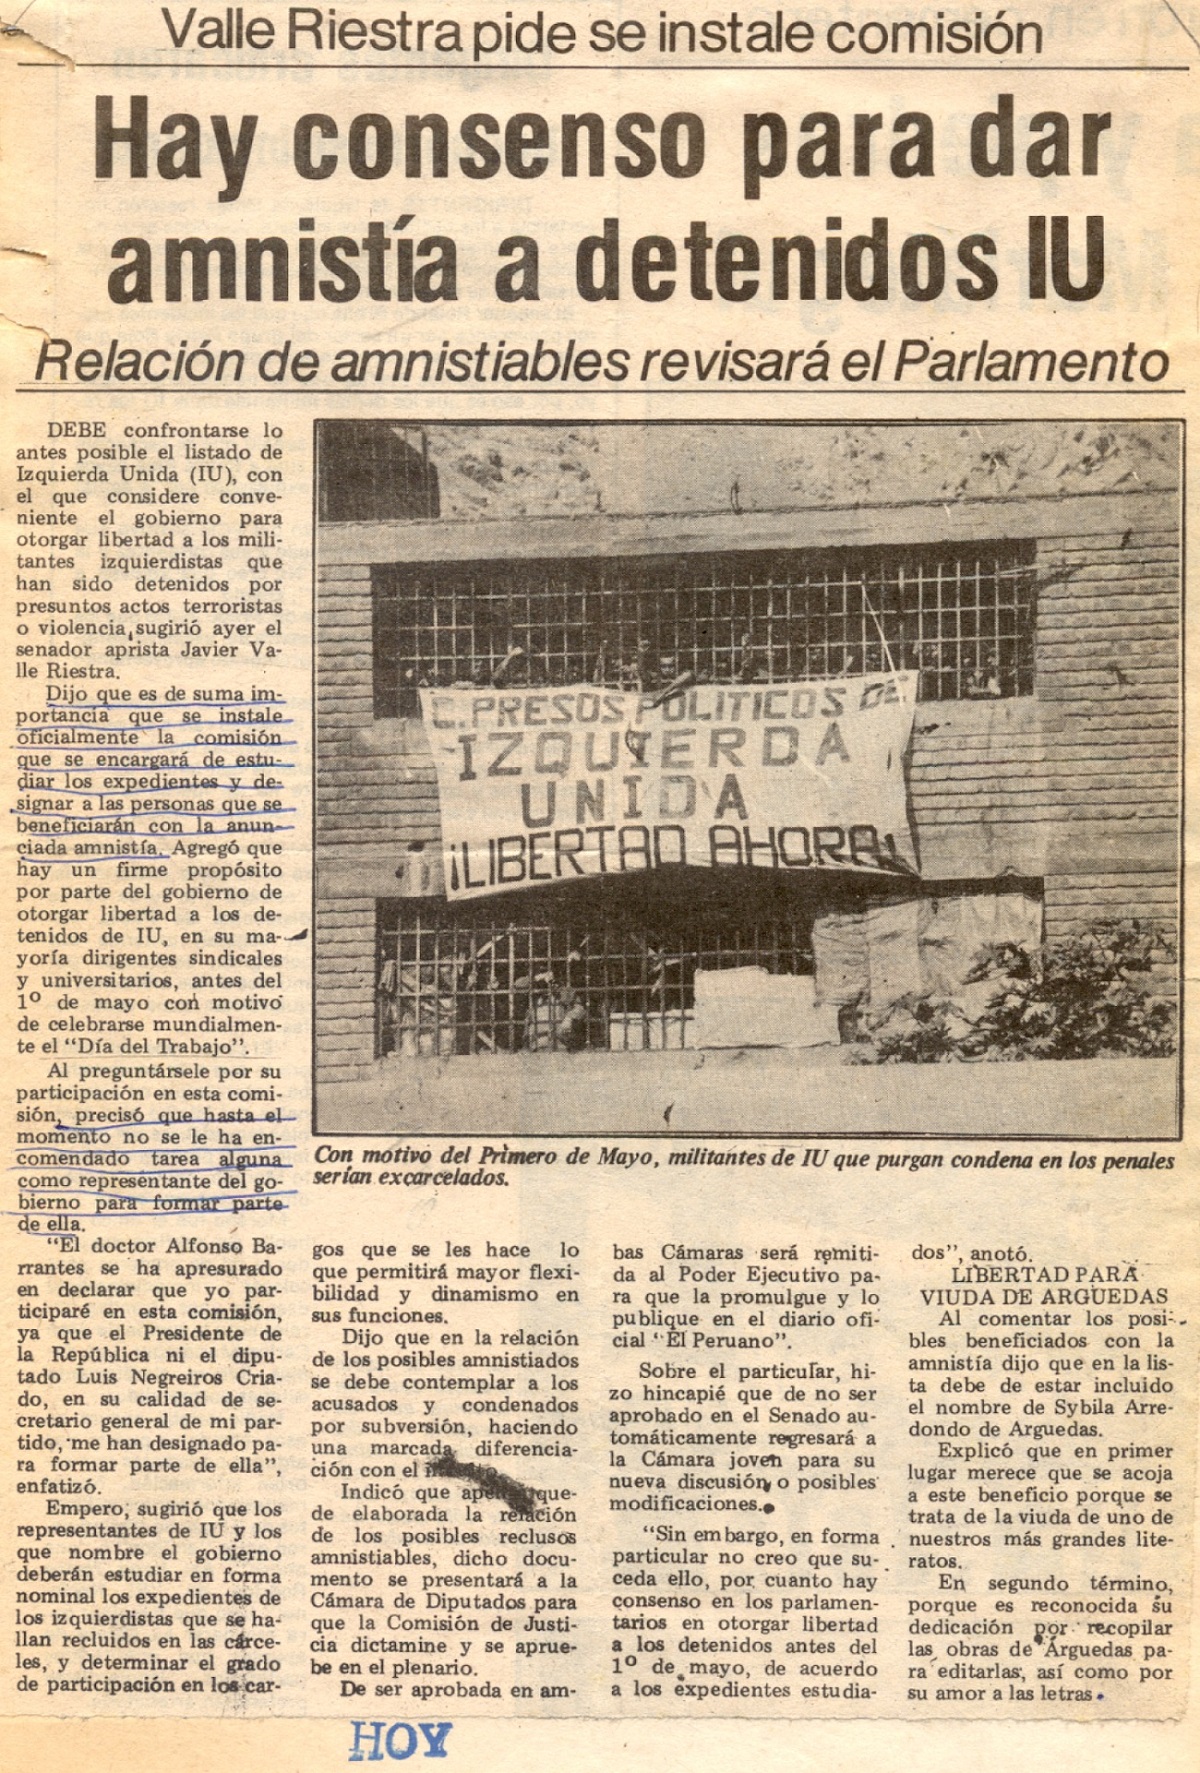 Valle Riestra pide se instale comisión
Hay consenso para dar
amnistía a detenidos IU
Relación de amnistiables revisará el Parlamento
DEBE confrontarse lo
antes posible el listado de
Izquierda Unida (IU), con
el que considere conve-
niente el gobierno para
otorgar libertad a los mili-
tantes izquierdistas que
han sido detenidos por
presuntos actos terroristas
o violencia, sugirió ayer el
senador aprista Javier Va-
lle Riestra.
Dijo que es de suma im-
portancia que se instale
oficialmente la comisión
que se encargará de estu-
diar los expedientes y de-
signar a las personas que se
beneficiarán con la anun-
ciada amnistía. Agregó que
hay un firme propósito
por parte del gobierno de
otorgar libertad a los de-
tenidos de IU, en su ma-
yoría dirigentes sindicales
y universitarios, antes del
1º de mayo con motivo
de celebrarse mundialmen-
te el "Día del Trabajo".
Al preguntársele por su
participación en esta comi-
sión, precisó que hasta el
momento no se le ha en-
comendado tarea alguna
como representante del go-
bierno para formar parte
de ella.
"El doctor Alfonso Ba-
rrantes se ha apresurado
en declarar que yo par-
ticiparé en esta comisión,
ya que el Presidente de
la República ni el dipu-
tado Luis Negreiros Cria-
do, en su calidad de se-
cretario general de mi par-
tido, me han designado pa-
ra formar parte de ella",
enfatizó.
Empero, sugirió que los
representantes de IU y los
que nombre el gobierno
deberán estudiar en forma
nominal los expedientes de
los izquierdistas que se ha-
llan recluidos en las cárce-
les, y determinar el grado
de participación en los car-
C. PRESOS POLITICOS DE
IZQUIERDA
UNIDA
¡LIBERTAD AHORA!
Con motivo del Primero de Mayo, militantes de IU que purgan condena en los penales
serían excarcelados.
gos que se les hace lo
que permitirá mayor flexi-
bilidad y dinamismo en
sus funciones.
Dijo que en la relación
de los posibles amnistiados
se debe contemplar a los
acusados y condenados
por subversión, haciendo
una marcada diferencia-
ción con el
Indicó que que-
de elaborada la relación
de los posibles reclusos
amnistiables, dicho docu-
mento se presentará a la
Cámara de Diputados para
que la Comisión de Justi-
cia dictamine y se aprue-
be en el plenario.
De ser aprobada en am-
bas Cámaras será remiti-
da al Poder Ejecutivo pa-
ra que la promulgue y lo
publique en el diario ofi-
cial "El Peruano".
Sobre el particular, hi-
zo hincapié que de no ser
aprobado en el Senado au-
tomáticamente regresará a
la Cámara joven para su
nueva discusión o posibles
modificaciones.
"Sin embargo, en forma
particular no creo que su-
ceda ello, por cuanto hay
consenso en los parlamen-
tarios en otorgar libertad
a los detenidos antes del
1º de mayo, de acuerdo
a los expedientes estudia-
dos", anotó.
LIBERTAD PARA
VIUDA DE ARGUEDAS
Al comentar los posi-
bles beneficiados con la
amnistía dijo que en la lis-
ta debe de estar incluido
el nombre de Sybila Arre-
dondo de Arguedas.
Explicó que en primer
lugar merece que se acoja
a este beneficio porque se
trata de la viuda de uno de
nuestros más grandes lite-
ratos.
En segundo término,
porque es reconocida su
dedicación por recopilar
las obras de Arguedas pa-
ra editarlas, así como por
su amor a las letras.
HOY